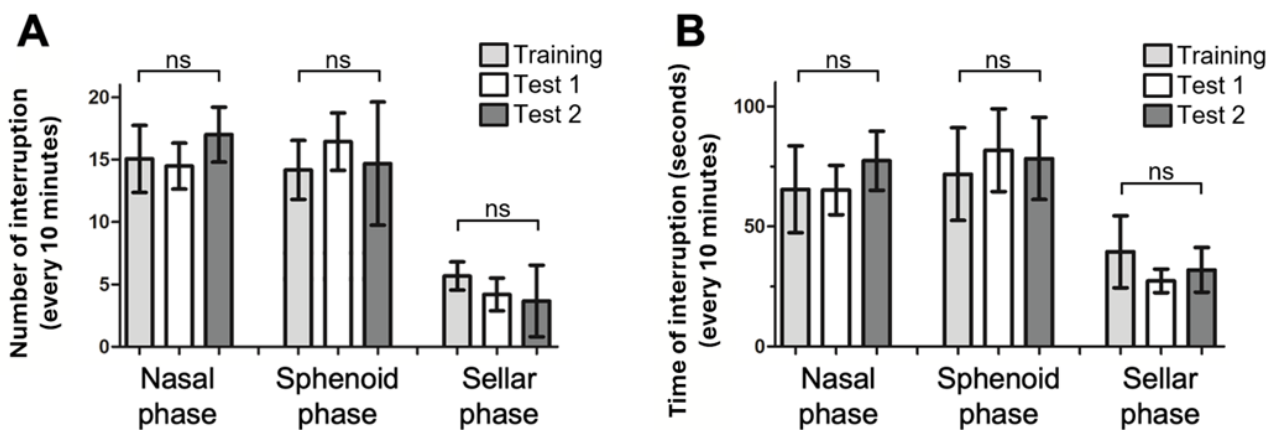 A
Number of interruption
(every 10 minutes)
20
15
10
5
0
ns
ns
ns
Training
Test 1
Test 2
Nasal
phase
Sphenoid
phase
Sellar
phase
B
Time of interruption (seconds)
(every 10 minutes)
100
50
0
ns
ns
ns
Training
Test 1
Test 2
Nasal
phase
Sphenoid
phase
Sellar
phase